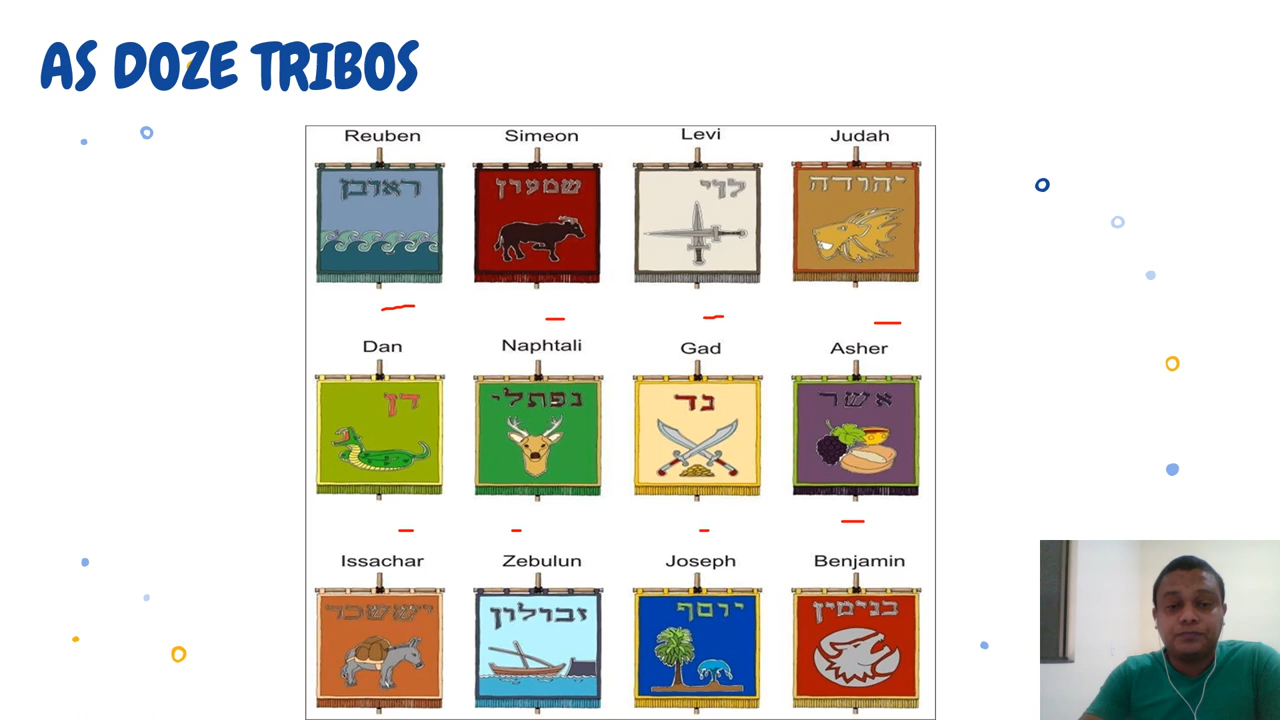 AS DOZE TRIBOS
Reuben Simeon Levi Judah
ראובן שמעון לוי יהודה
Dan Naphtali Gad Asher
דן נפתלי גד אשר
Issachar Zebulun Joseph Benjamin
יששכר זבולון יוסף בנימין